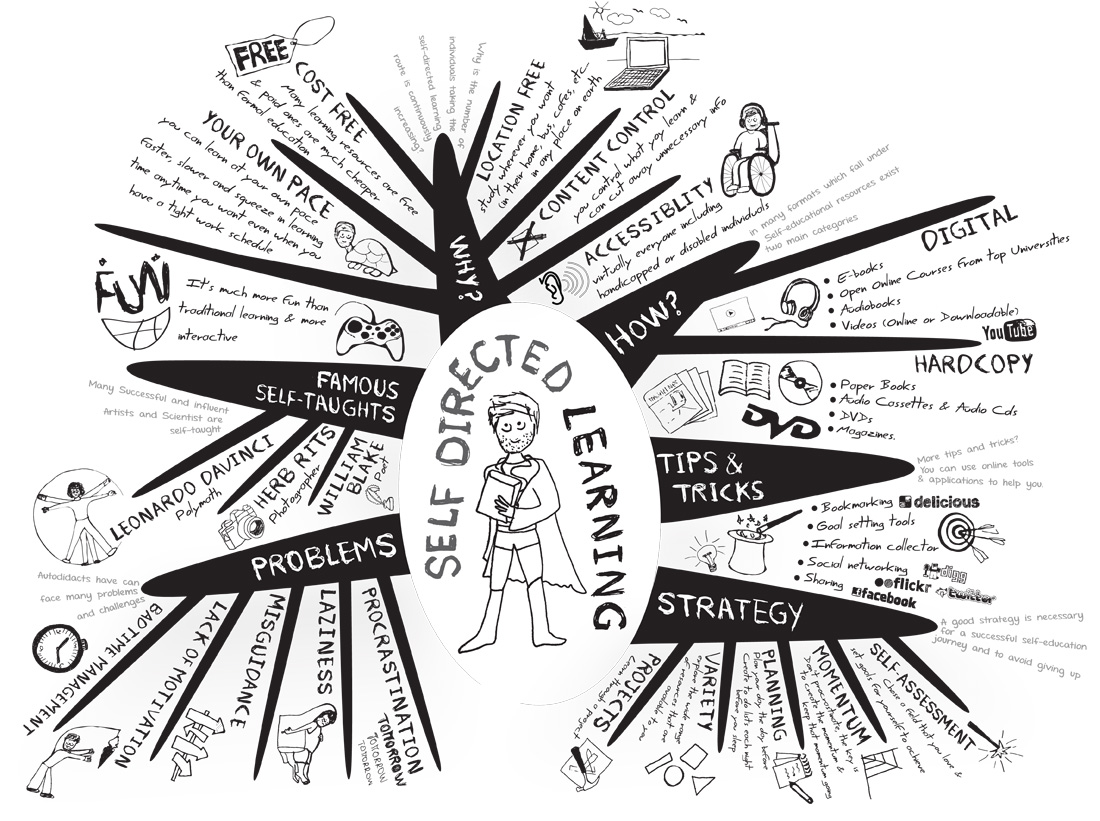 SELF DIRECTED
LEARNING
WHY?
Why is the number of
individuals taking the
self-directed learning
route is continuously
increasing?
FREE
COST FREE
Many learning resources are free
& paid ones are much cheaper
than formal education
YOUR OWN PACE
you can learn at your own pace
faster, slower and squeeze in learning
time anytime you want even when you
have a tight work schedule
FUN
It's much more fun than
traditional learning & more
interactive
LOCATION FREE
study wherever you want
(in their home, bus, cafes, etc
in any place on earth
CONTENT CONTROL
you control what you learn &
can cut away unnecessary info
ACCESSIBLITY
virtually everyone including
handicapped or disabled individuals
HOW?
in many formats which fall under
Self-educational resources exist
two main categories
DIGITAL
• E-books
• Open Online Courses from top Universities
• Audiobooks
• Videos (Online or Downloadable)
YouTube
HARDCOPY
• Paper Books
• Audio Cassettes & Audio Cds
• DVDs
• Magazines.
DVD
TIPS &
TRICKS
More tips and tricks?
You can use online tools
& applications to help you.
• Bookmarking delicious
• Goal setting tools
• Information collector
• Social networking
• Sharing flickr
facebook twitter
STRATEGY
A good strategy is necessary
for a successful self-education
journey and to avoid giving up
SELF-ASSESSMENT
Chose a field that you love &
set goals for yourself to achieve
MOMENTUM
Don't procrastinate, the key is
to create that momentum &
keep that momentum going
PLANNING
Plan your day the day before
Create to do lists each night
before you sleep
VARIETY
explore the wide range
of resources that are
available to you
PROJECTS
learn through a project
FAMOUS
SELF-TAUGHTS
Many Successful and influent
Artists and Scientist are
self-taught
LEONARDO DAVINCI
Polymath
HERB RITS
Photographer
WILLIAM
BLAKE
Poet
PROBLEMS
Autodidacts have can
face many problems
and challenges
BAD TIME MANAGEMENT
LACK OF MOTIVATION
MISGUIDANCE
LAZINESS
PROCRASTINATION
TOMORROW
TOMORROW
TOMORROW